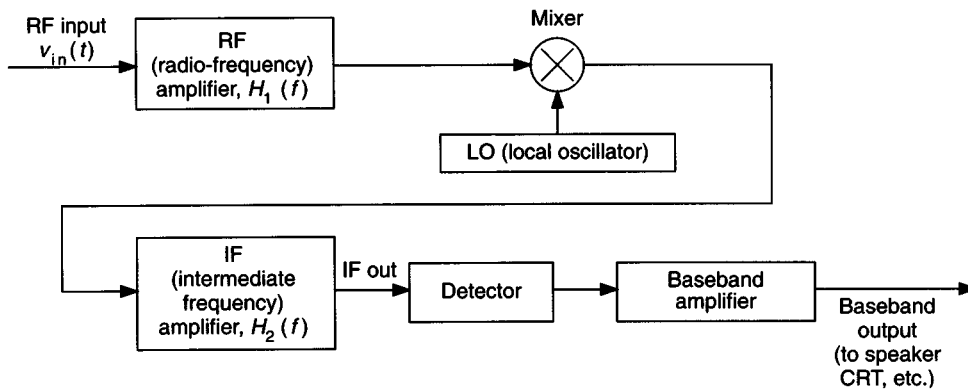 RF input
v_in(t)
RF
(radio-frequency)
amplifier, H_1 (f)
Mixer
LO (local oscillator)
IF
(intermediate
frequency)
amplifier, H_2 (f)
IF out
Detector
Baseband
amplifier
Baseband
output
(to speaker
CRT, etc.)